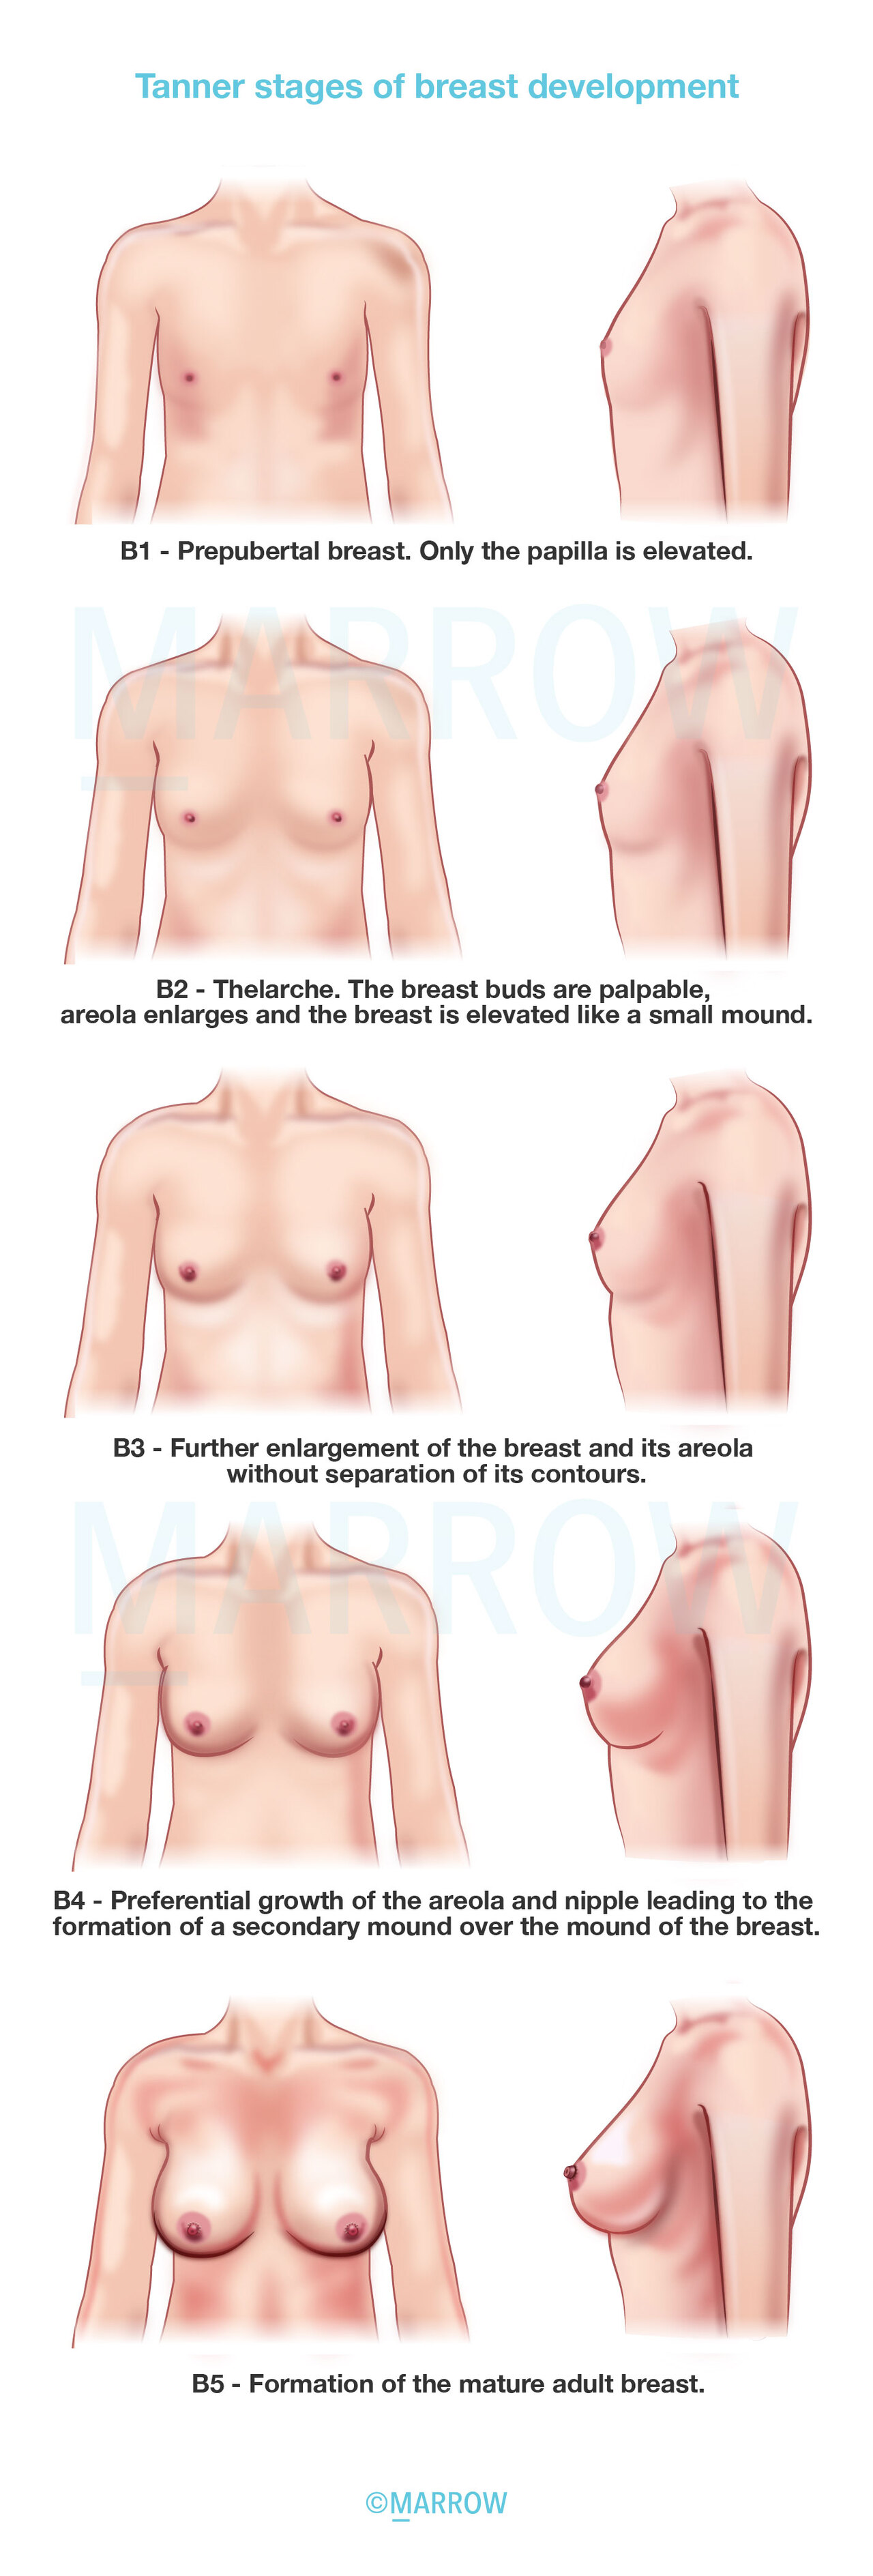 Tanner stages of breast development
B1 - Prepubertal breast. Only the papilla is elevated.
MARROW
B2 - Thelarche. The breast buds are palpable,
areola enlarges and the breast is elevated like a small mound.
B3 - Further enlargement of the breast and its areola
without separation of its contours.
MARROW
B4 - Preferential growth of the areola and nipple leading to the
formation of a secondary mound over the mound of the breast.
B5 - Formation of the mature adult breast.
©MARROW